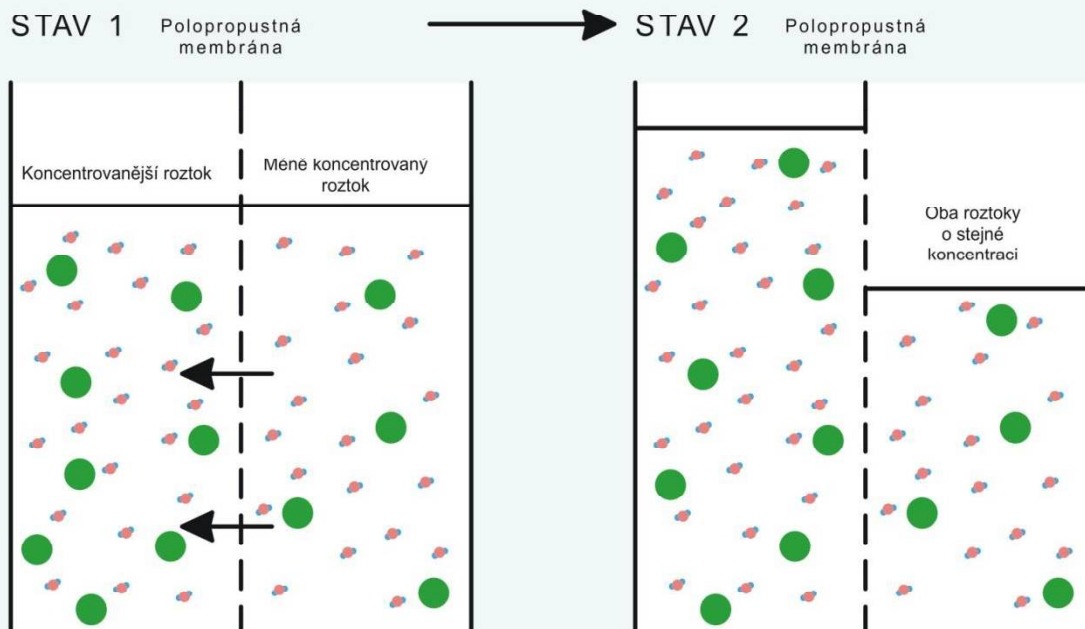 STAV 1
Polopropustná
membrána
STAV 2
Polopropustná
membrána
Koncentrovanější roztok
Méně koncentrovaný
roztok
Oba roztoky
o stejné
koncentraci